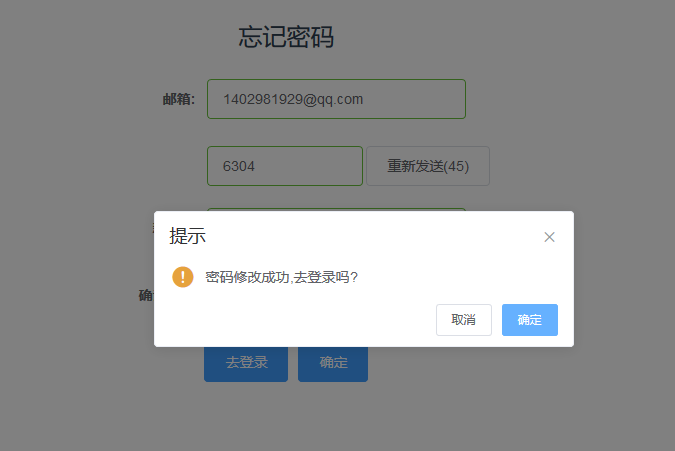 忘记密码
邮箱:
1402981929@qq.com
6304
重新发送(45)
提示
密码修改成功,去登录吗?
确
取消
确定
去登录
确定